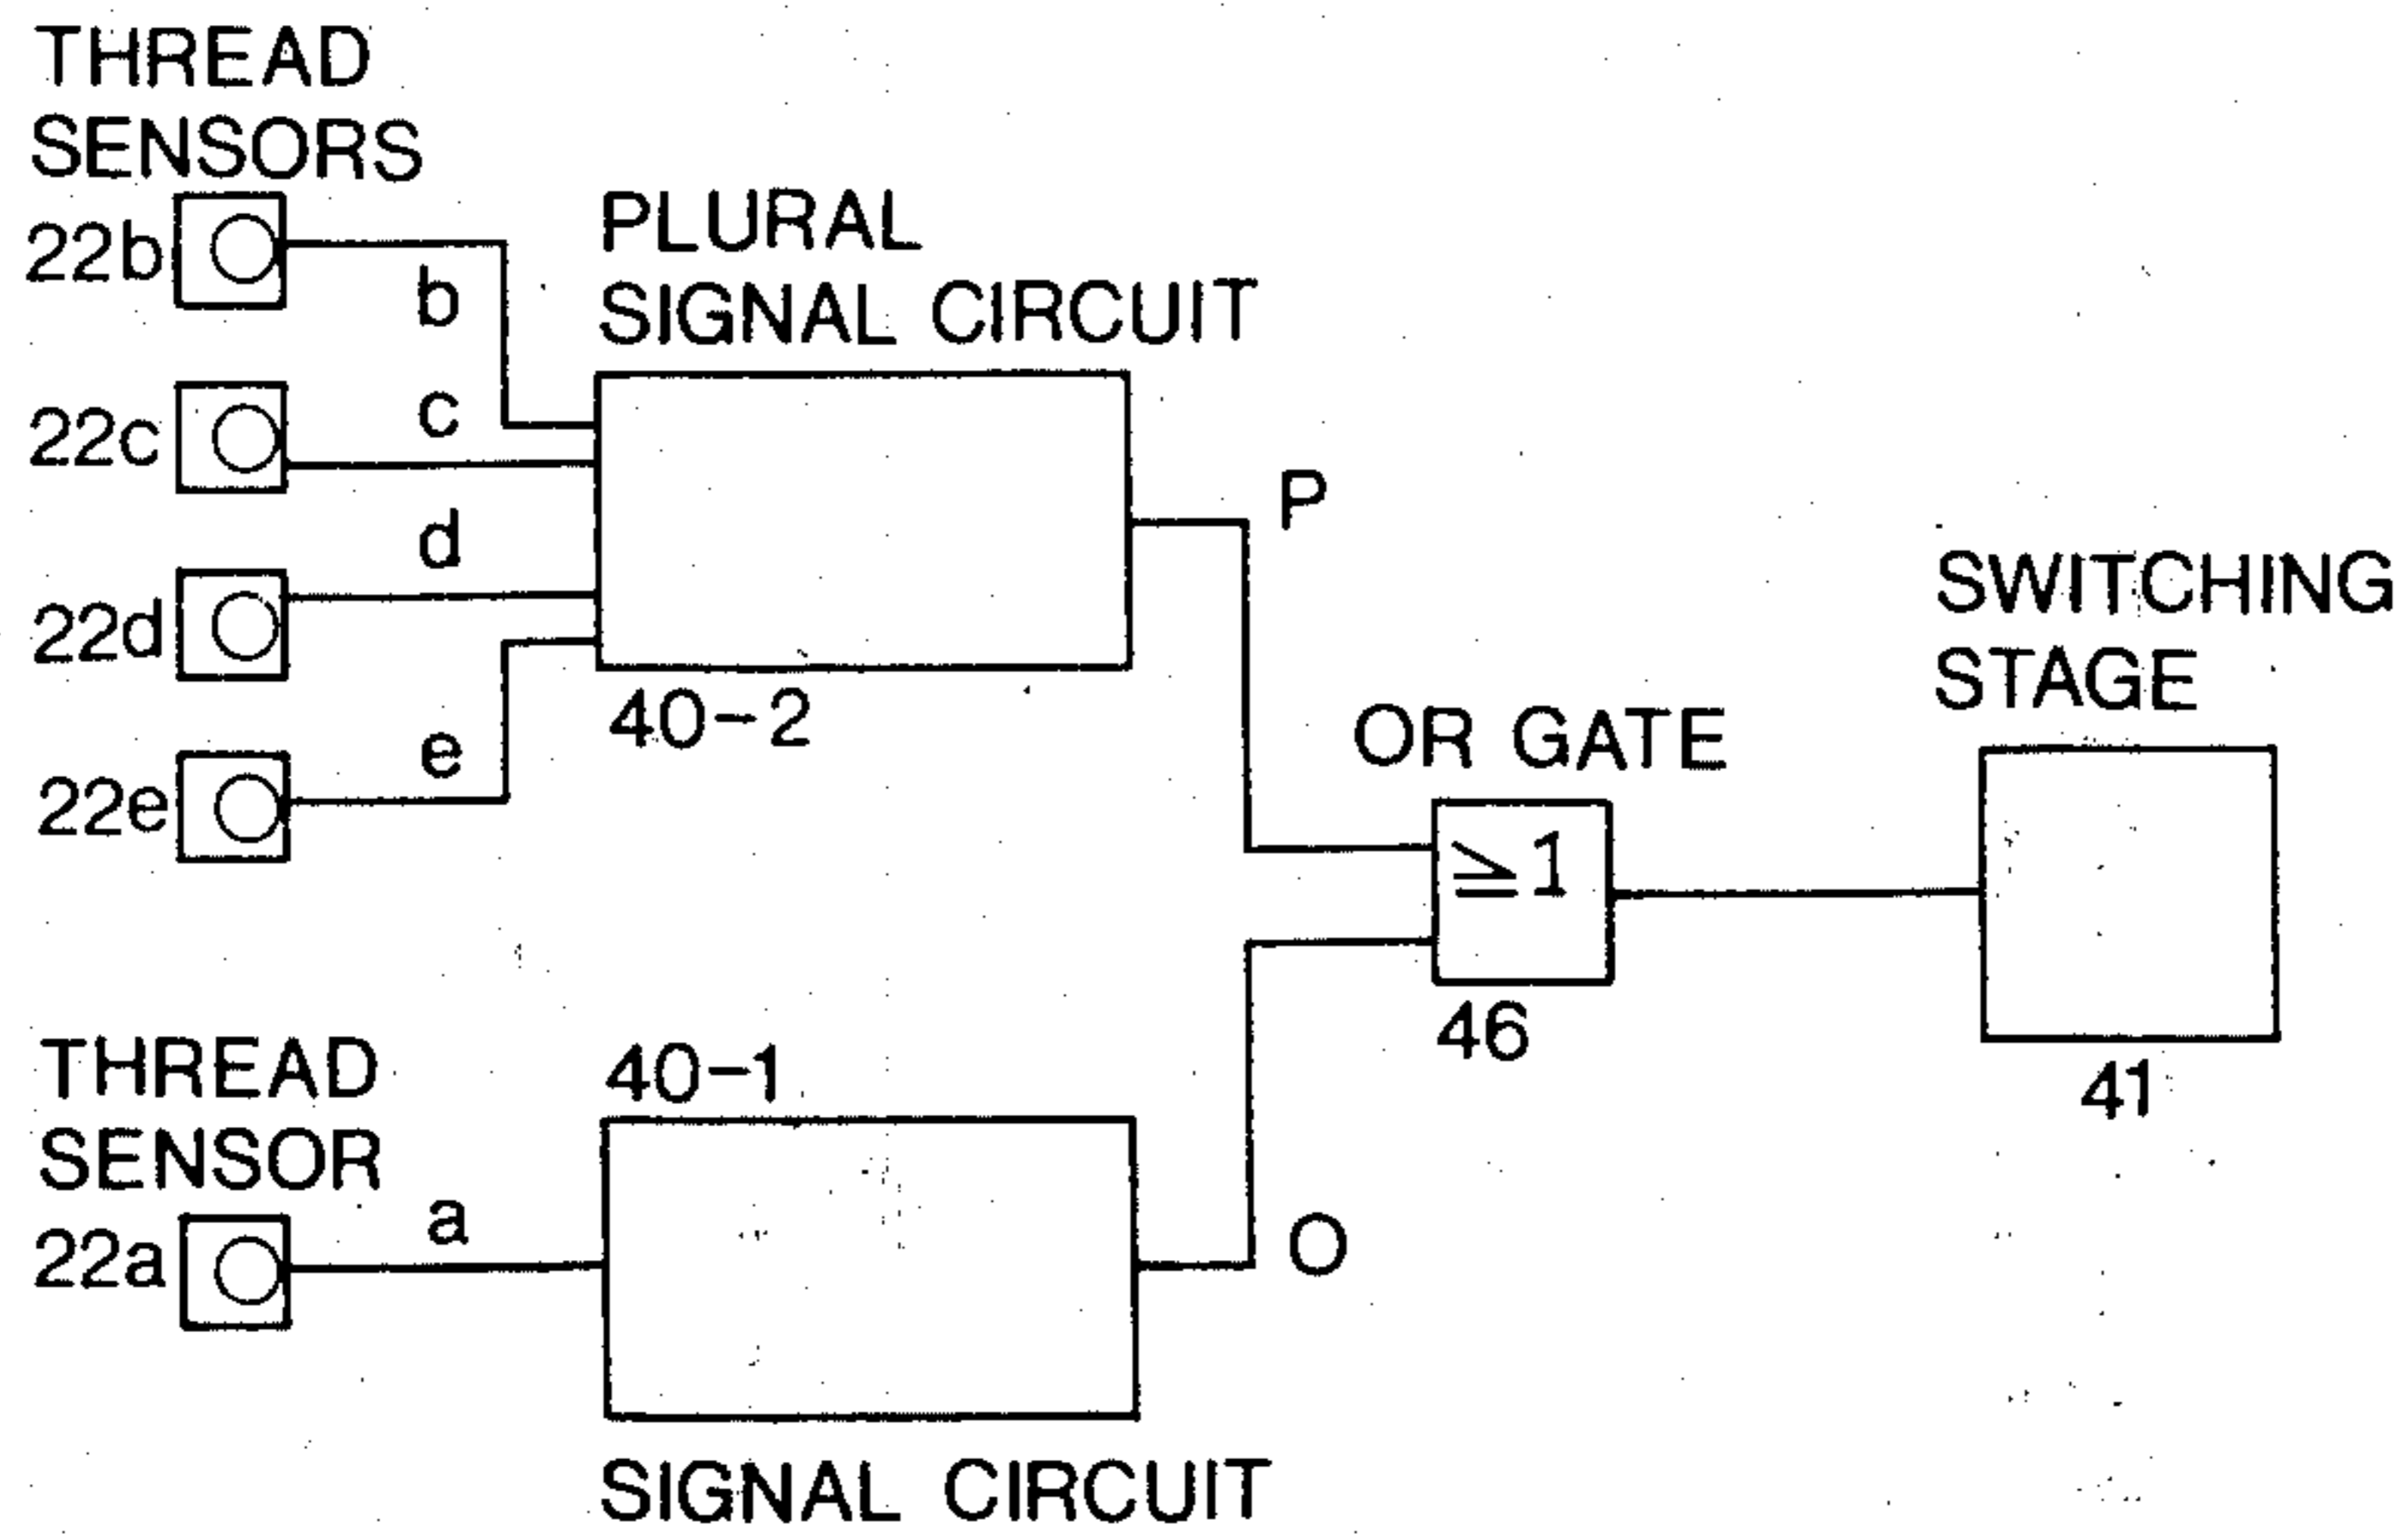 THREAD
SENSORS
22b
b
PLURAL
SIGNAL CIRCUIT
22c
c
P
22d
d
SWITCHING
STAGE
40-2
22e
e
OR GATE
≥1
46
41
THREAD
SENSOR
40-1
22a
a
O
SIGNAL CIRCUIT